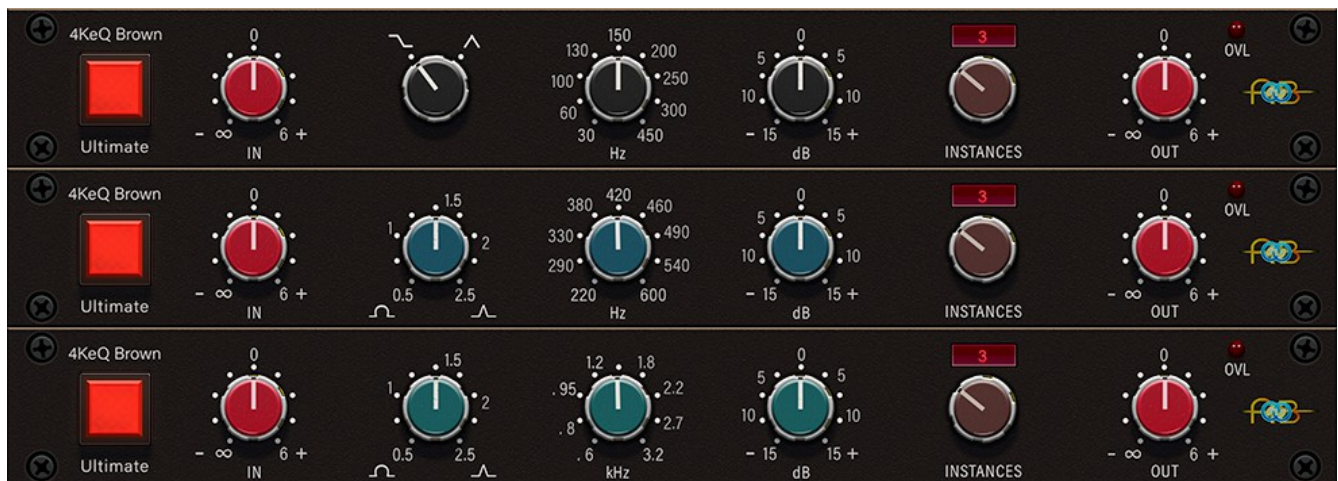 4KeQ Brown 0 150 0 3 0 OVL
130 200 5 5
100 250
60 300 10 10
- ∞ 6 + 30 450 - 15 15 + - ∞ 6 +
Ultimate IN Hz dB INSTANCES OUT
4KeQ Brown 0 1.5 420 0 3 0 OVL
380 460 5 5
1 2 330 490
290 540 10 10
- ∞ 6 + 0.5 2.5 220 600 - 15 15 + - ∞ 6 +
Ultimate IN Hz dB INSTANCES OUT
4KeQ Brown 0 1.5 1.2 1.8 0 3 0 OVL
1 2 .95 2.2 5 5
.8 2.7 10 10
- ∞ 6 + 0.5 2.5 .6 3.2 - 15 15 + - ∞ 6 +
Ultimate IN kHz dB INSTANCES OUT